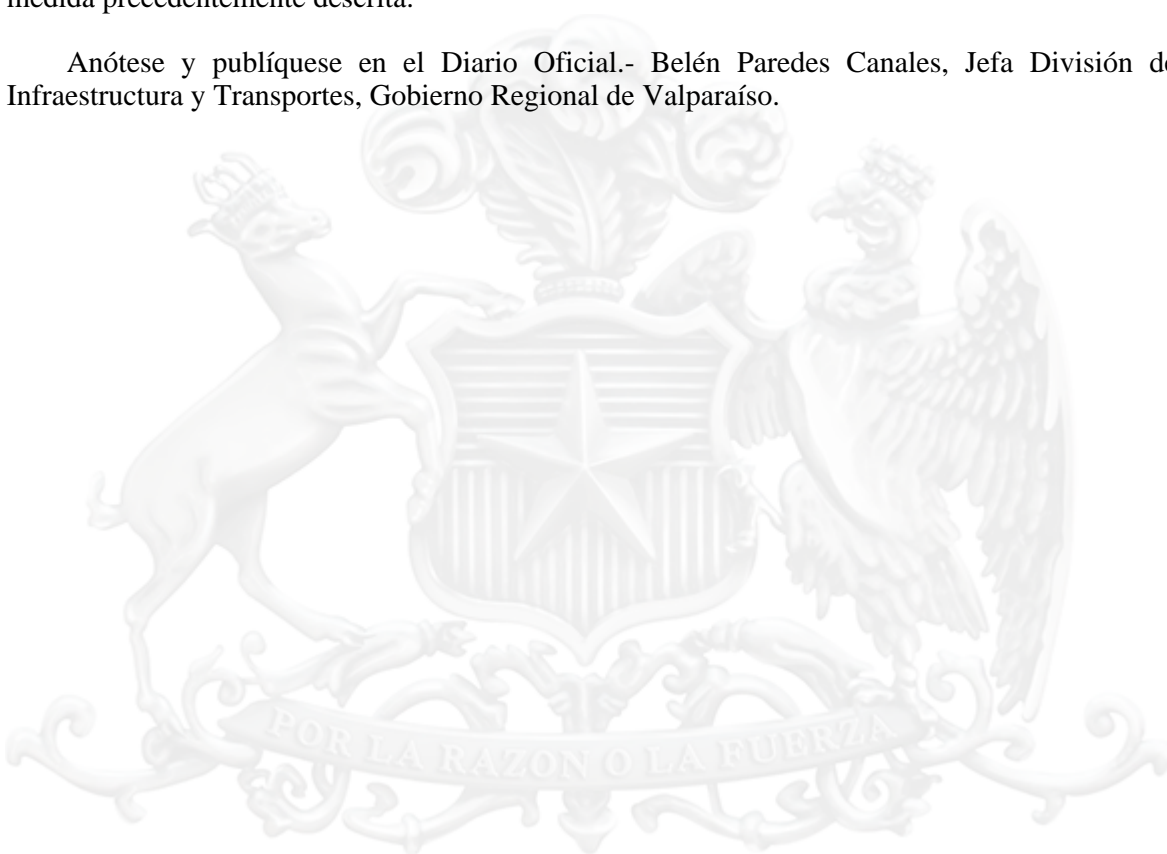 medida precedentemente descrita.
Anótese y publíquese en el Diario Oficial.- Belén Paredes Canales, Jefa División de
Infraestructura y Transportes, Gobierno Regional de Valparaíso.
POR LA RAZON O LA FUERZA